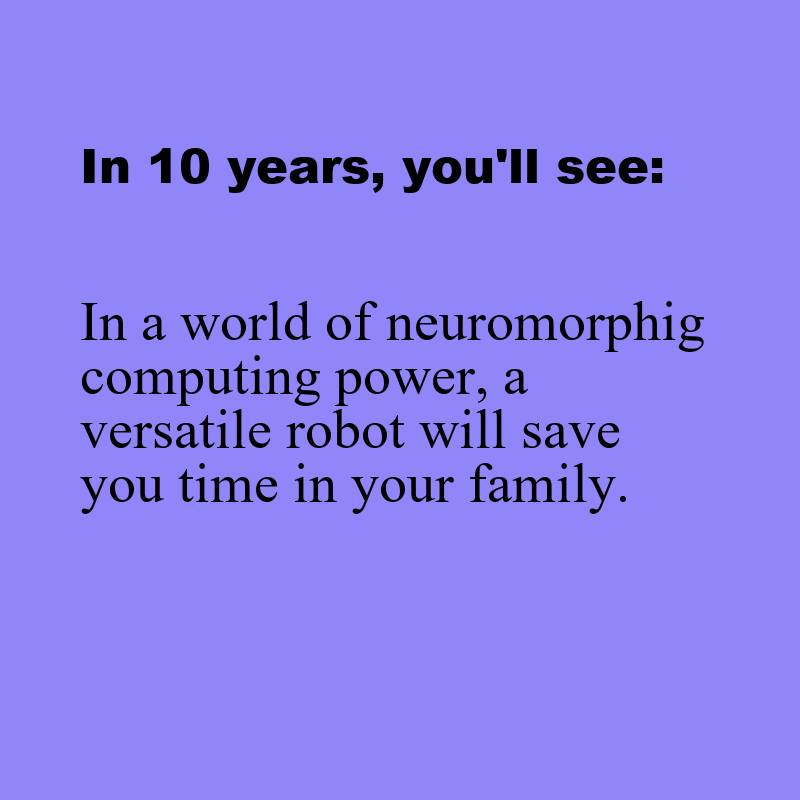 In 10 years, you'll see:
In a world of neuromorphig
computing power, a
versatile robot will save
you time in your family.